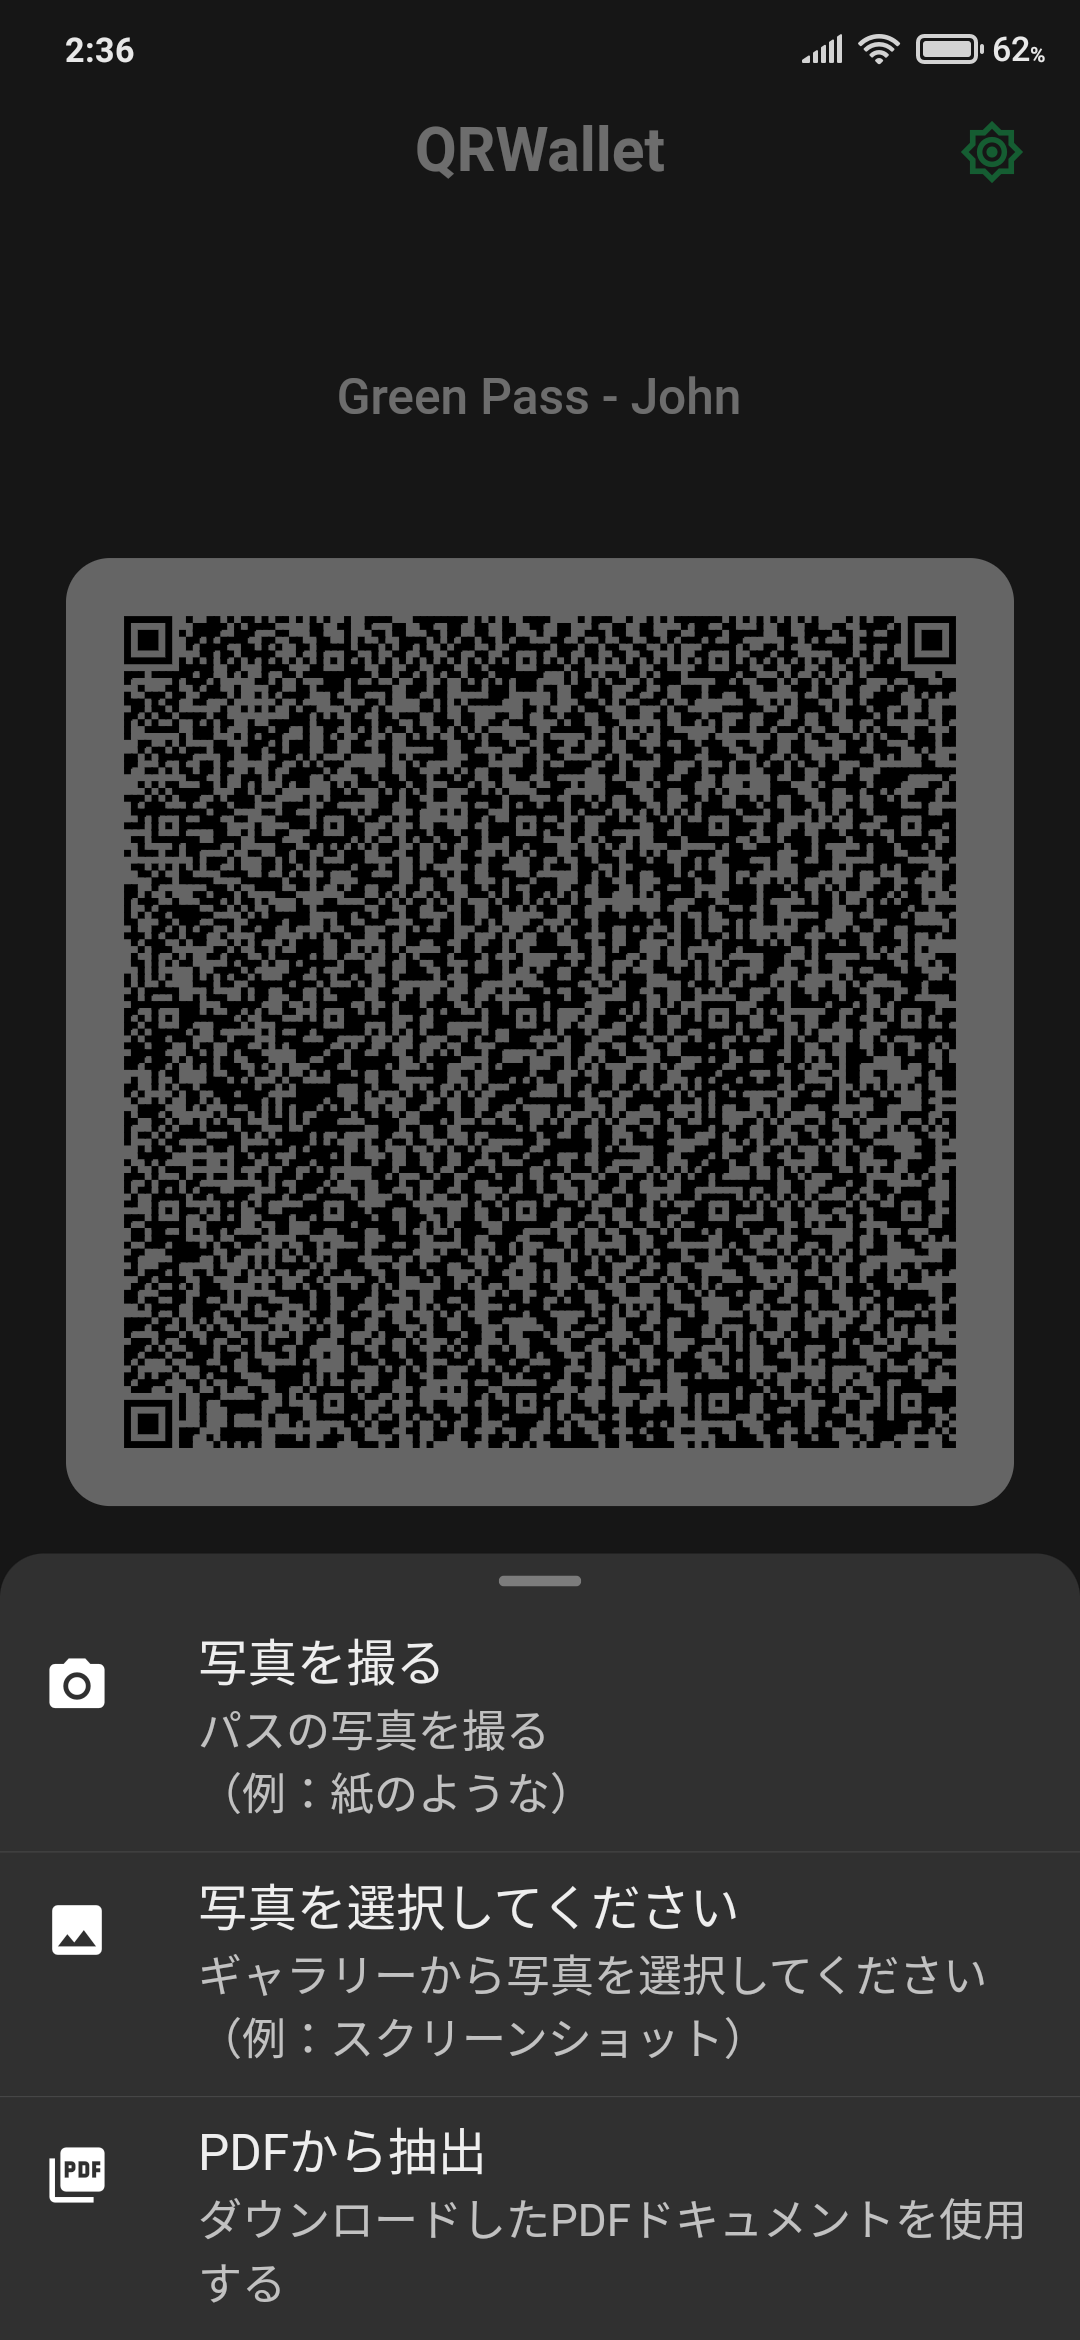 2:36
62%
QRWallet
Green Pass - John
写真を撮る
パスの写真を撮る
（例：紙のような）
写真を選択してください
ギャラリーから写真を選択してください
（例：スクリーンショット）
PDF
PDFから抽出
ダウンロードしたPDFドキュメントを使用
する